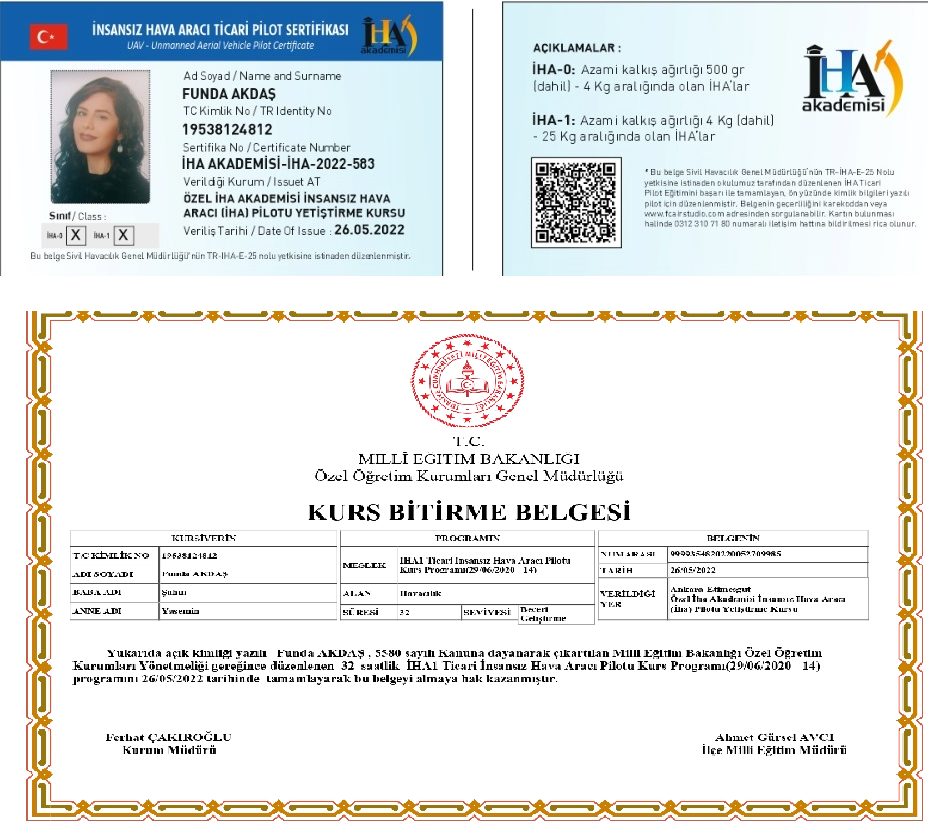 İNSANSIZ HAVA ARACI TİCARİ PİLOT SERTİFİKASI
UAV - Unmanned Aerial Vehicle Pilot Certificate
İHA
akademisi
Ad Soyad / Name and Surname
FUNDA AKDAŞ
TC Kimlik No / TR Identity No
19538124812
Sertifika No / Certificate Number
İHA AKADEMİSİ-İHA-2022-583
Verildiği Kurum / Issuet AT
ÖZEL İHA AKADEMİSİ İNSANSIZ HAVA
ARACI (İHA) PİLOTU YETİŞTİRME KURSU
Veriliş Tarihi / Date Of Issue : 26.05.2022
Sınıf / Class :
İHA-0 X İHA-1 X
Bu belge Sivil Havacılık Genel Müdürlüğü'nün TR-IHA-E-25 nolu yetkisine istinaden düzenlenmiştir.
AÇIKLAMALAR :
İHA-0: Azami kalkış ağırlığı 500 gr
(dahil) - 4 Kg aralığında olan İHA'lar
İHA-1: Azami kalkış ağırlığı 4 Kg (dahil)
- 25 Kg aralığında olan İHA'lar
İHA
akademisi
* Bu belge Sivil Havacılık Genel Müdürlüğü'nün TR-İHA-E-25 Nolu
yetkisine istinaden okulumuz tarafından düzenlenen İHA Ticari
Pilot Eğitimini başarı ile tamamlayan, ön yüzünde kimlik bilgileri yazılı
pilot için düzenlenmiştir. Belgenin geçerliliğini karekoddan veya
www.fcairstudio.com adresinden sorgulanabilir. Kartın bulunması
halinde 0312 310 71 80 numaralı iletişim hattına bildirilmesi rica olunur.
TÜRKİYE CUMHURİYETİ MİLLİ EĞİTİM BAKANLIĞI
T.C.
MİLLÎ EĞİTİM BAKANLIĞI
Özel Öğretim Kurumları Genel Müdürlüğü
KURS BİTİRME BELGESİ
KURSİYERİN
T.C KİMLİK NO 19538124812
ADI SOYADI Funda AKDAŞ
BABA ADI
ANNE ADI Yasemin
PROGRAMIN
MESLEK İHA1 Ticari İnsansız Hava Aracı Pilotu
Kurs Programı(29/06/2020 14)
ALAN Havacılık
SÜRESİ 32 SEVİYESİ Beceri
Geliştirme
BELGENİN
NUMARASI
TARİH 26/05/2022
VERİLDİĞİ YER Ankara Etimesgut
Özel İha Akademisi İnsansız Hava Aracı
(İha) Pilotu Yetiştirme Kursu
Yukarıda açık kimliği yazılı Funda AKDAŞ , 5580 sayılı Kanuna dayanarak çıkartılan Millî Eğitim Bakanlığı Özel Öğretim
Kurumları Yönetmeliği gereğince düzenlenen 32 saatlik İHA1 Ticari İnsansız Hava Aracı Pilotu Kurs Programı(29/06/2020 14)
programını 26/05/2022 tarihinde tamamlayarak bu belgeyi almaya hak kazanmıştır.
Ferhat ÇAKIROĞLU
Kurum Müdürü
Ahmet Gürsel AVCI
İlçe Milli Eğitim Müdürü